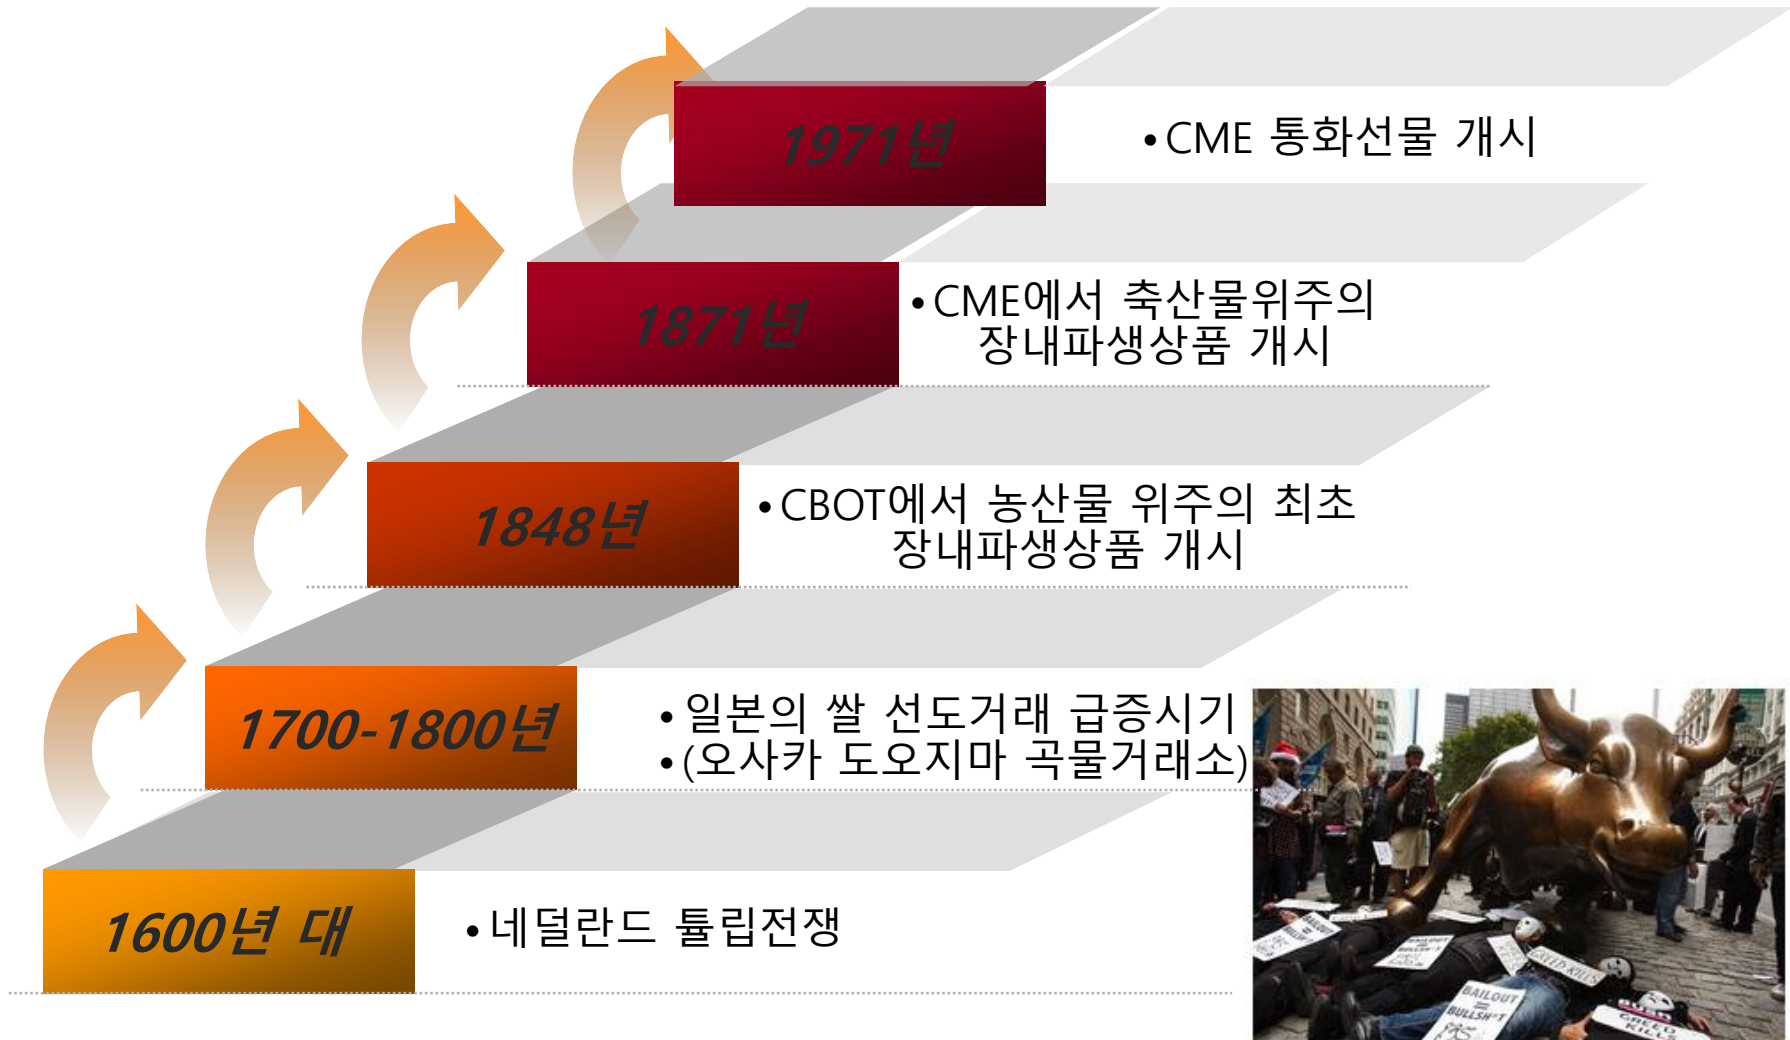 1971년
•CME 통화선물 개시
1871년
•CME에서 축산물위주의
장내파생상품 개시
1848년
•CBOT에서 농산물 위주의 최초
장내파생상품 개시
1700-1800년
•일본의 쌀 선도거래 급증시기
•(오사카 도오지마 곡물거래소)
1600년 대
•네덜란드 튤립전쟁
BAILOUT
=
BULLSH*T
GREED KILLS
BAILOUT
=
BULLSH*T
GREED
KILLS